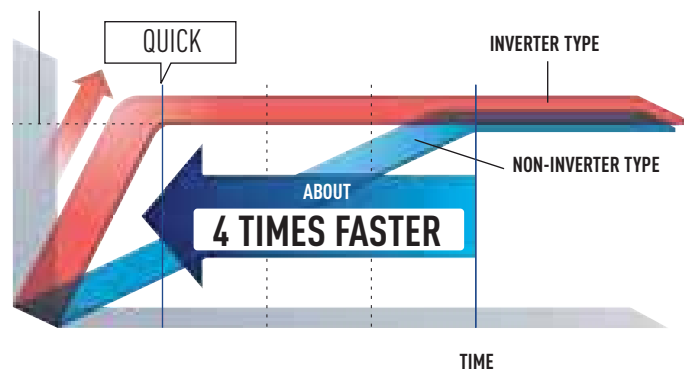 QUICK
INVERTER TYPE
NON-INVERTER TYPE
ABOUT
4 TIMES FASTER
TIME